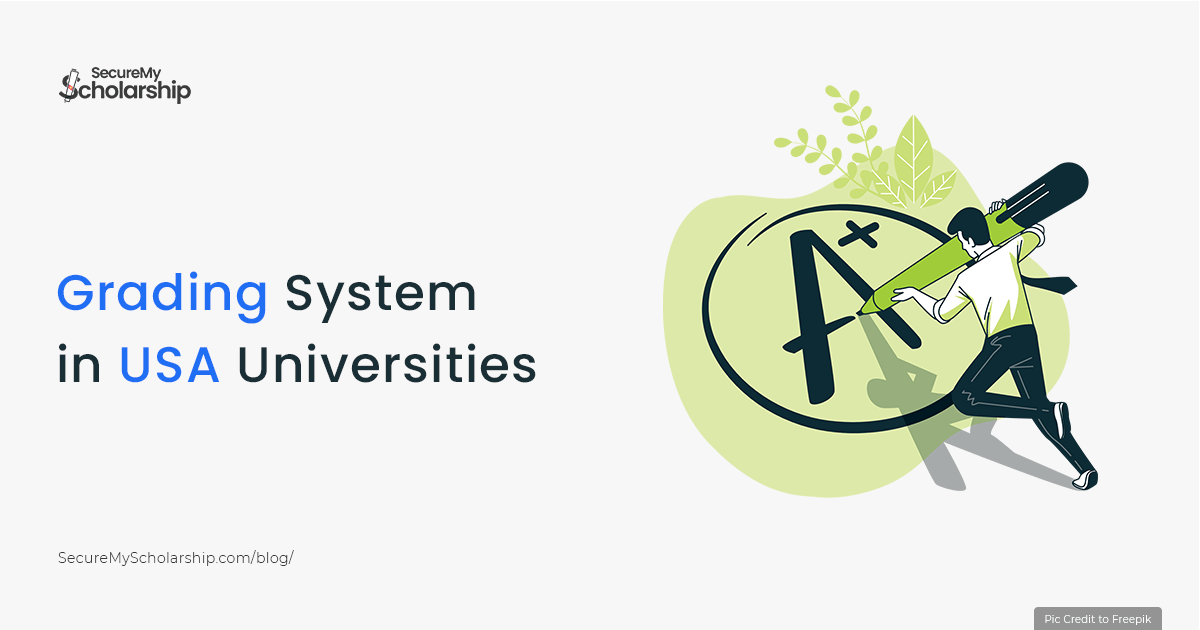 SecureMy
Scholarship
Grading System
in USA Universities
A+
SecureMyScholarship.com/blog/
Pic Credit to Freepik